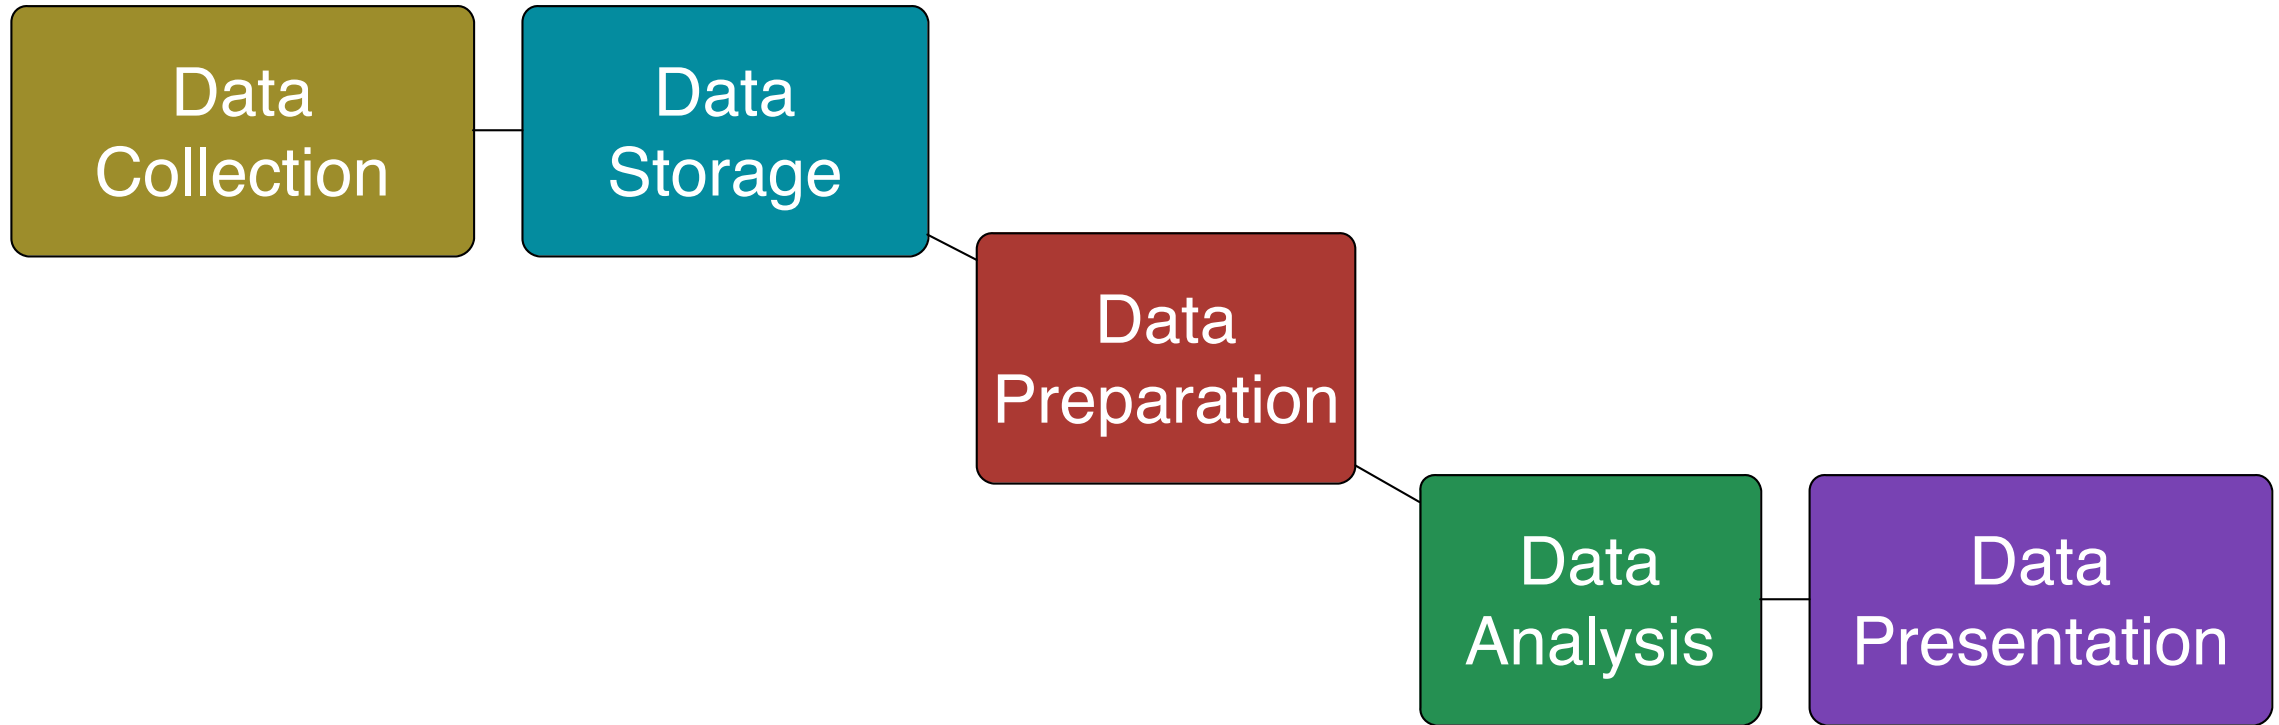 Data
Collection
Data
Storage
Data
Preparation
Data
Analysis
Data
Presentation